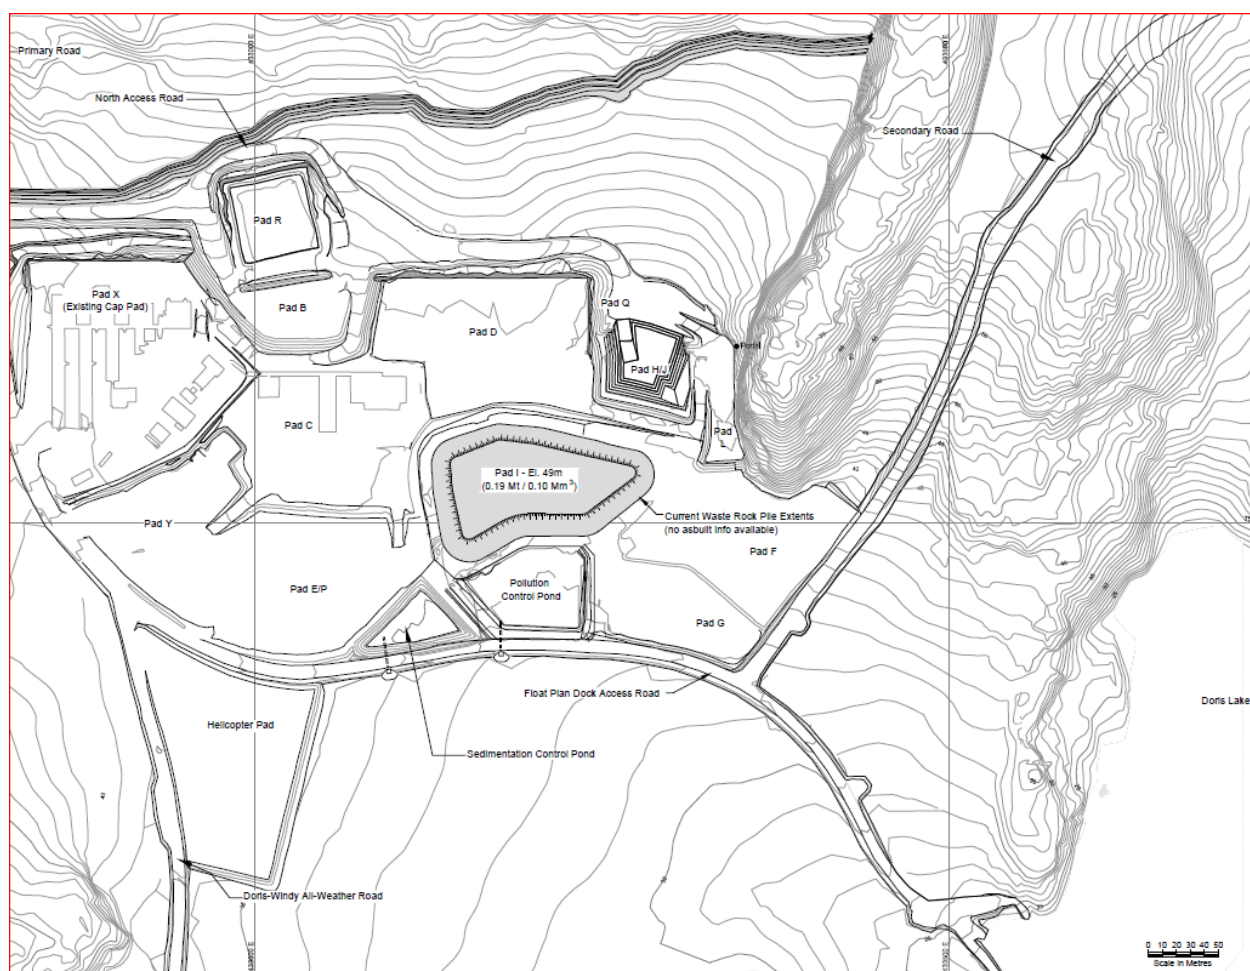 Primary Road
North Access Road
Secondary Road
Pad R
Pad X
(Existing Cap Pad)
Pad B
Pad Q
Pad D
Portal
Pad H/J
Pad C
Pad
L
Pad I - El. 49m
(0.19 Mt / 0.10 Mm³)
Current Waste Rock Pile Extents
(no asbuilt info available)
Pad Y
Pad F
Pad E/P
Pollution
Control Pond
Pad G
Float Plan Dock Access Road
Doris Lake
Helicopter Pad
Sedimentation Control Pond
Doris-Windy All-Weather Road
0 10 20 30 40 50
Scale in Metres